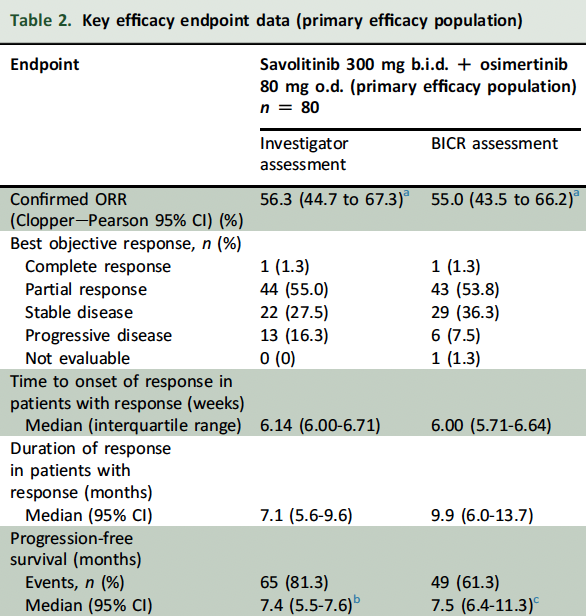 Table 2. Key efficacy endpoint data (primary efficacy population)
Endpoint Savolitinib 300 mg b.i.d. + osimertinib
80 mg o.d. (primary efficacy population)
n = 80
Investigator BICR assessment
assessment
Confirmed ORR 56.3 (44.7 to 67.3)a 55.0 (43.5 to 66.2)a
(Clopper−Pearson 95% CI) (%)
Best objective response, n (%)
Complete response 1 (1.3) 1 (1.3)
Partial response 44 (55.0) 43 (53.8)
Stable disease 22 (27.5) 29 (36.3)
Progressive disease 13 (16.3) 6 (7.5)
Not evaluable 0 (0) 1 (1.3)
Time to onset of response in
patients with response (weeks)
Median (interquartile range) 6.14 (6.00-6.71) 6.00 (5.71-6.64)
Duration of response
in patients with
response (months)
Median (95% CI) 7.1 (5.6-9.6) 9.9 (6.0-13.7)
Progression-free
survival (months)
Events, n (%) 65 (81.3) 49 (61.3)
Median (95% CI) 7.4 (5.5-7.6)b 7.5 (6.4-11.3)c